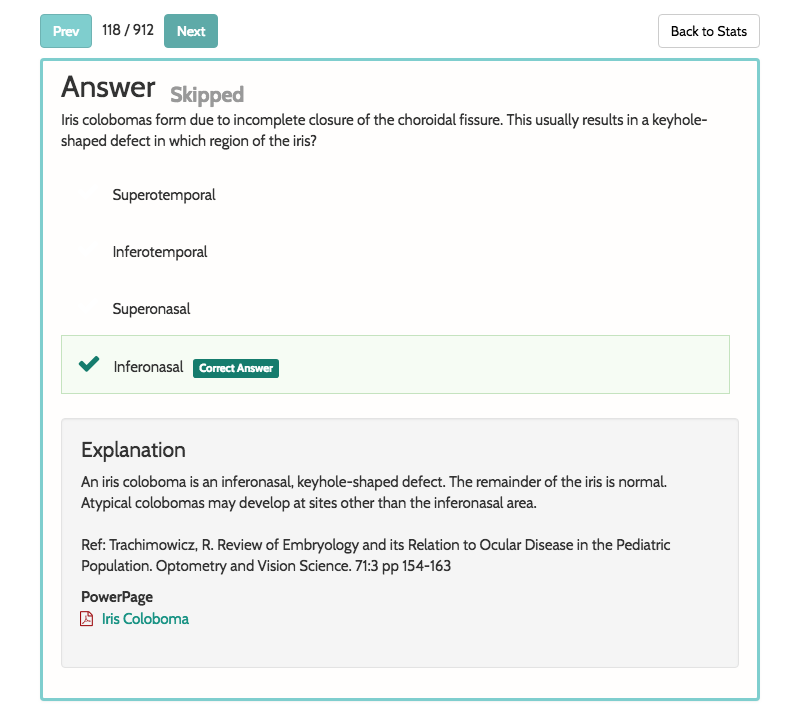 Prev 118 / 912 Next Back to Stats
Answer Skipped
Iris colobomas form due to incomplete closure of the choroidal fissure. This usually results in a keyhole-
shaped defect in which region of the iris?
Superotemporal
Inferotemporal
Superonasal
Inferonasal Correct Answer
Explanation
An iris coloboma is an inferonasal, keyhole-shaped defect. The remainder of the iris is normal.
Atypical colobomas may develop at sites other than the inferonasal area.
Ref: Trachimowicz, R. Review of Embryology and its Relation to Ocular Disease in the Pediatric
Population. Optometry and Vision Science. 71:3 pp 154-163
PowerPage
Iris Coloboma